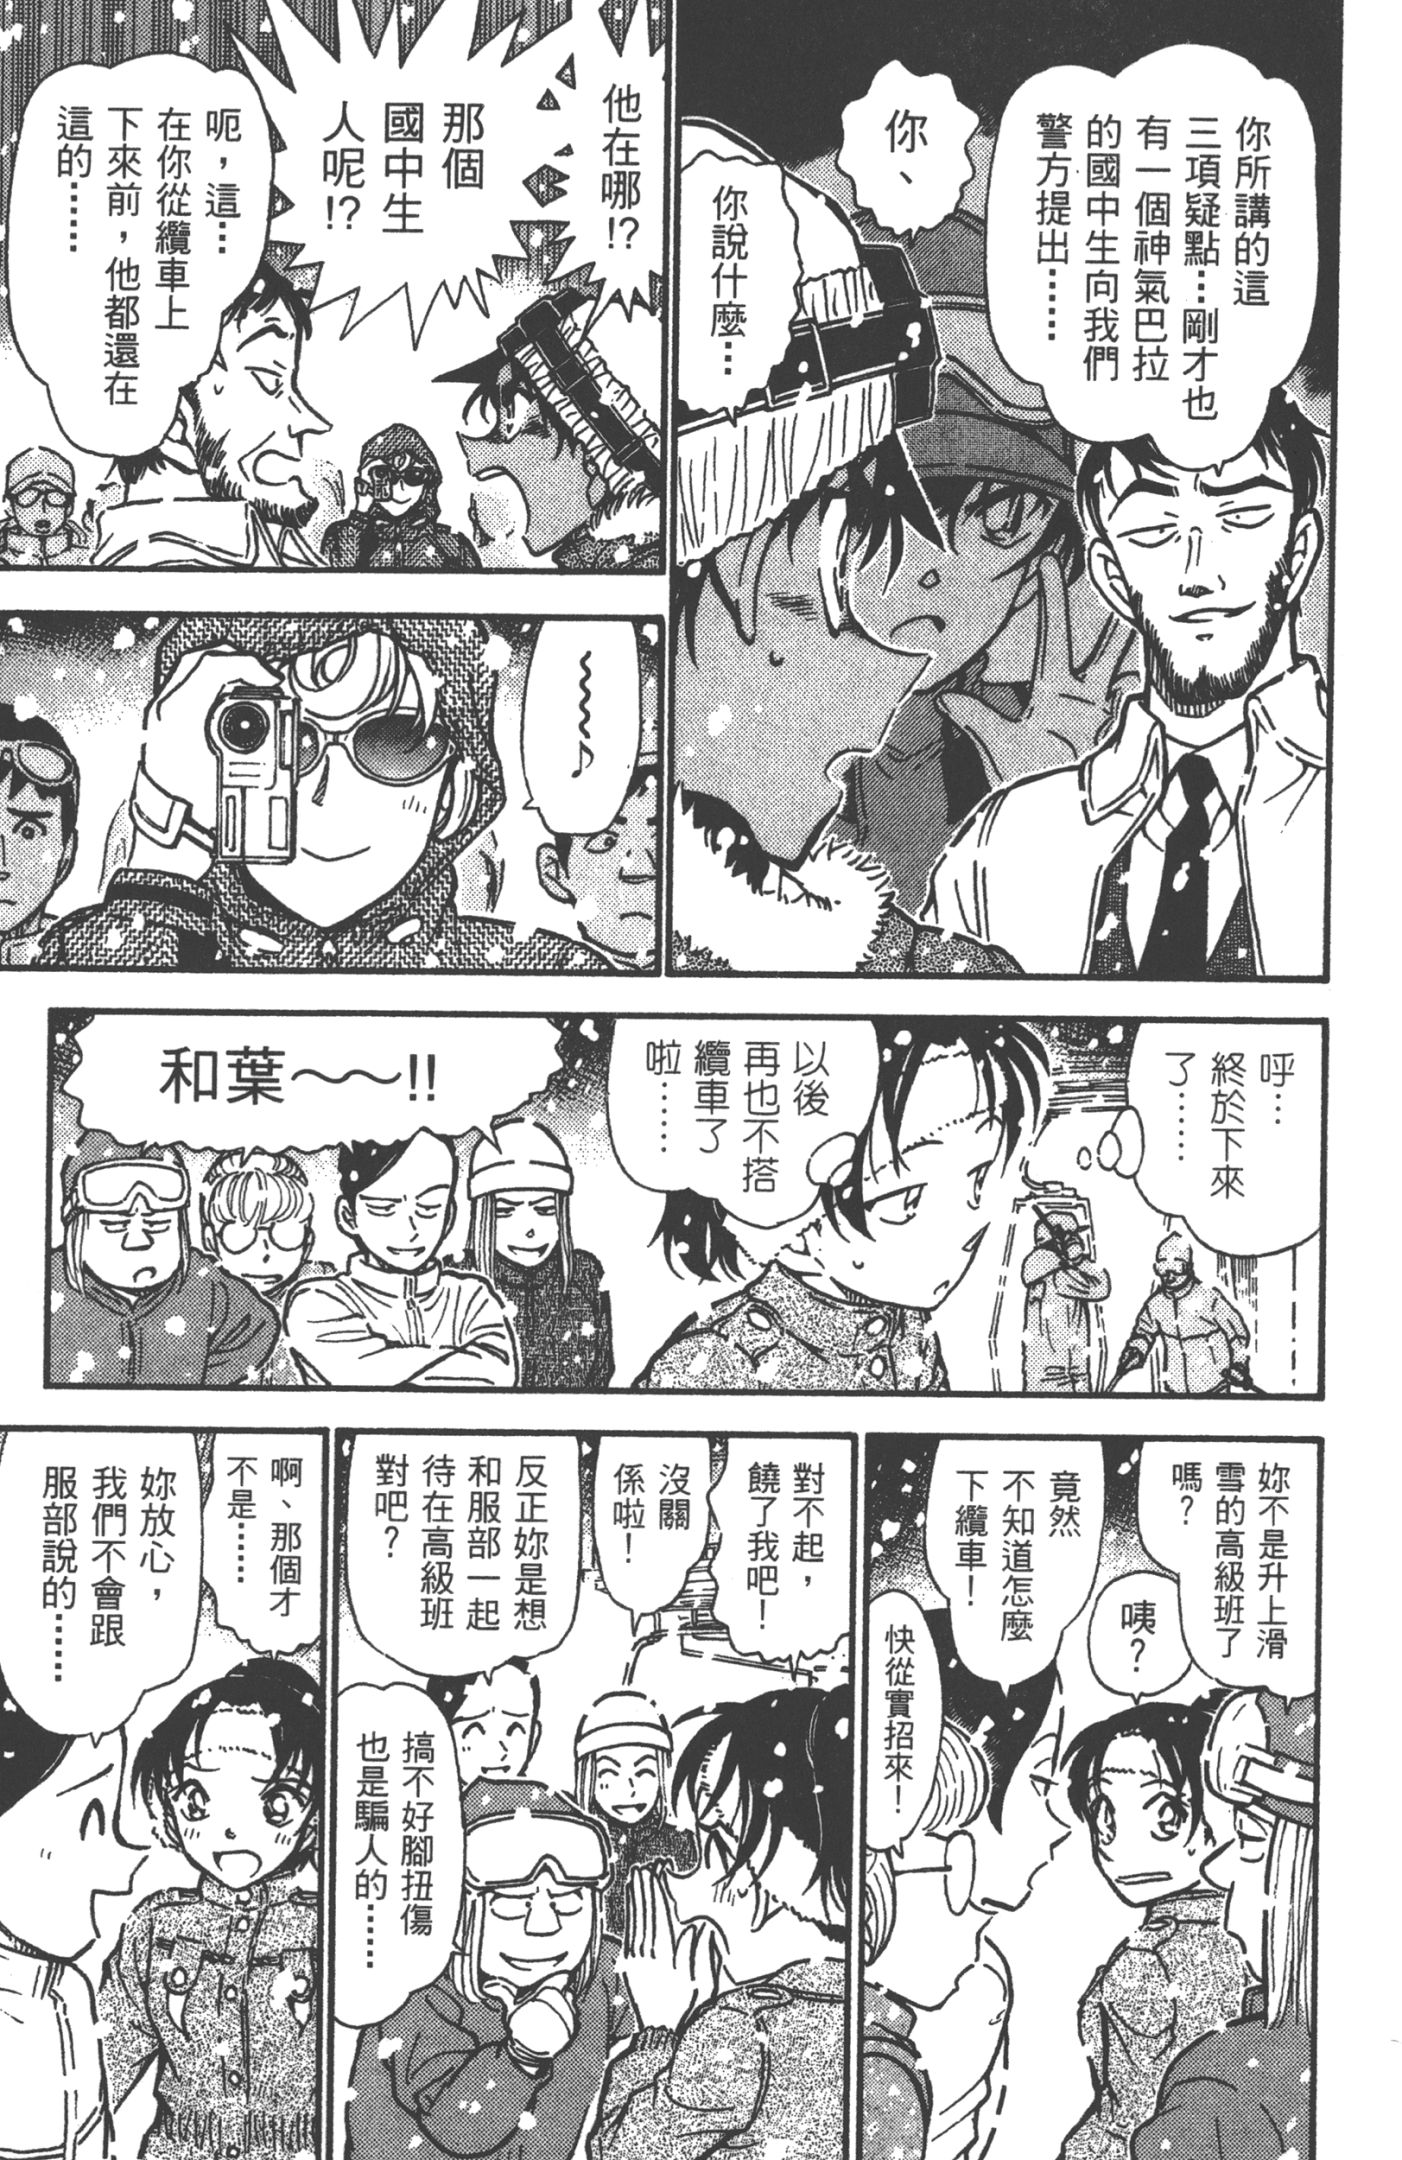 你所講的這
三項疑點…剛才也
有一個神氣巴拉
的國中生向我們
警方提出……
你、
你說什麼…
他在哪!?
那個
國中生
人呢!?
呃，這…
在你從纜車上
下來前，他都還在
這的……
呼…
終於下來
了……
以後
再也不搭
纜車了
啦……
和葉～～!!
妳不是升上滑
雪的高級班了
嗎？
咦？
竟然
不知道怎麼
下纜車！
快從實招來！
對不起，
饒了我吧！
沒關
係啦！
反正妳是想
和服部一起
待在高級班
對吧？
搞不好腳扭傷
也是騙人的……
啊、那個才
不是……
妳放心，
我們不會跟
服部說的……